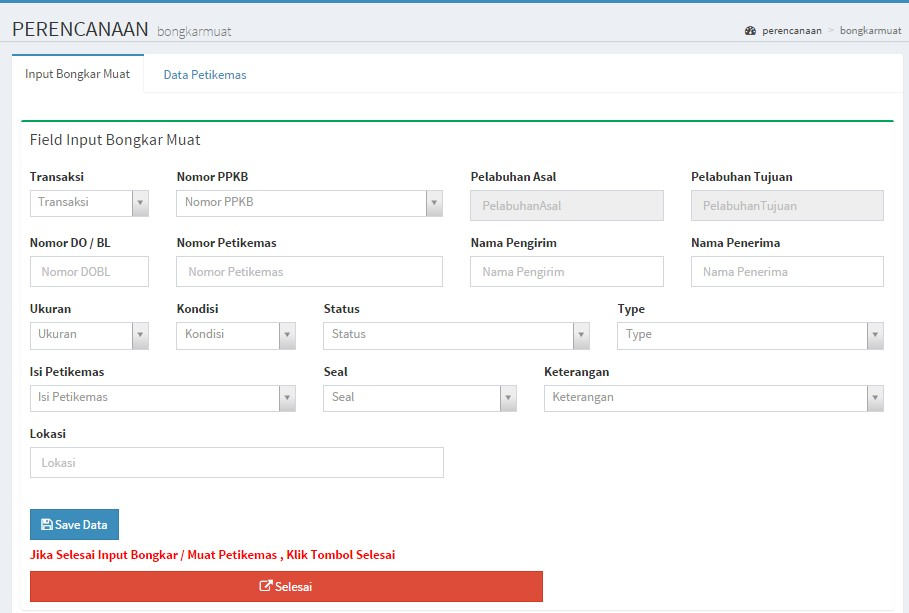 PERENCANAAN bongkarmuat
perencanaan > bongkarmuat
Input Bongkar Muat Data Petikemas
Field Input Bongkar Muat
Transaksi Nomor PPKB Pelabuhan Asal Pelabuhan Tujuan
Transaksi Nomor PPKB PelabuhanAsal PelabuhanTujuan
Nomor DO / BL Nomor Petikemas Nama Pengirim Nama Penerima
Nomor DOBL Nomor Petikemas Nama Pengirim Nama Penerima
Ukuran Kondisi Status Type
Ukuran Kondisi Status Type
Isi Petikemas Seal Keterangan
Isi Petikemas Seal Keterangan
Lokasi
Lokasi
Save Data
Jika Selesai Input Bongkar / Muat Petikemas , Klik Tombol Selesai
Selesai